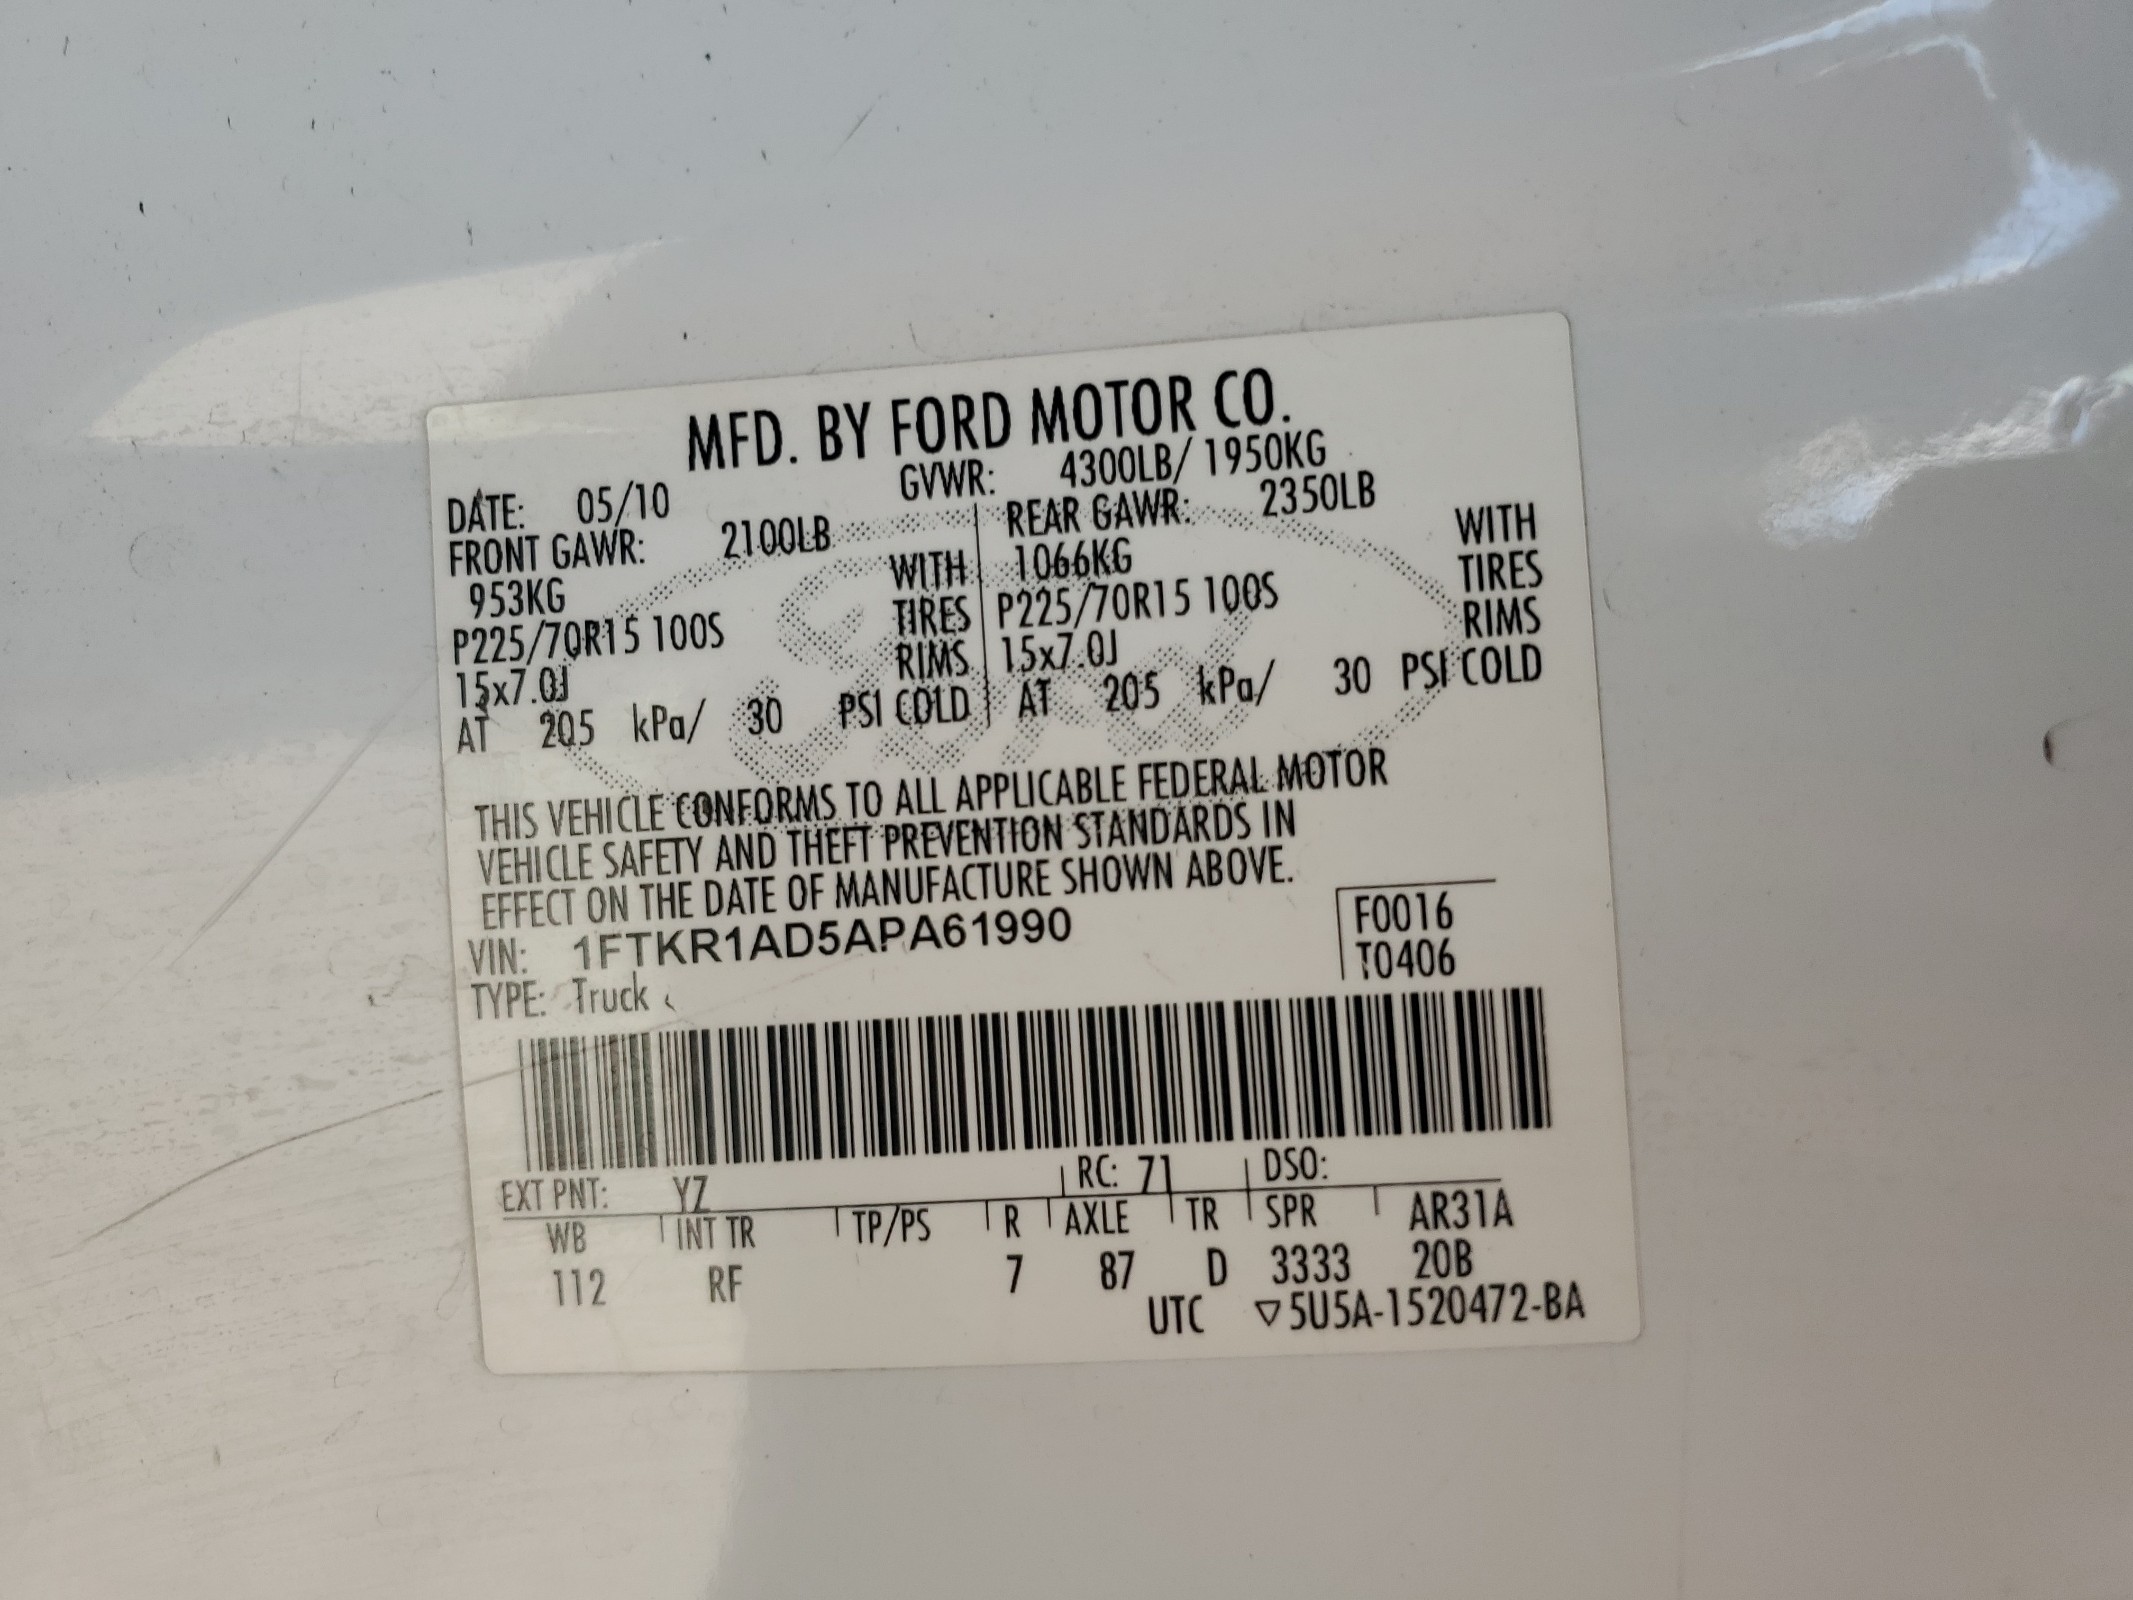 MFD. BY FORD MOTOR CO.
DATE: 05/10 GVWR: 4300LB/ 1950KG
FRONT GAWR: 2100LB REAR GAWR: 2350LB
953KG WITH 1066KG WITH
P225/70R15 100S TIRES P225/70R15 100S TIRES
15x7.0J RIMS 15x7.0J RIMS
AT 205 kPa/ 30 PSI COLD AT 205 kPa/ 30 PSI COLD
THIS VEHICLE CONFORMS TO ALL APPLICABLE FEDERAL MOTOR
VEHICLE SAFETY AND THEFT PREVENTION STANDARDS IN
EFFECT ON THE DATE OF MANUFACTURE SHOWN ABOVE.
VIN: 1FTKR1AD5APA61990 F0016
TYPE: Truck T0406
EXT PNT: YZ RC: 71 DSO:
WB INT TR TP/PS R AXLE TR SPR AR31A
112 RF 7 87 D 3333 20B
UTC ▽5U5A-1520472-BA